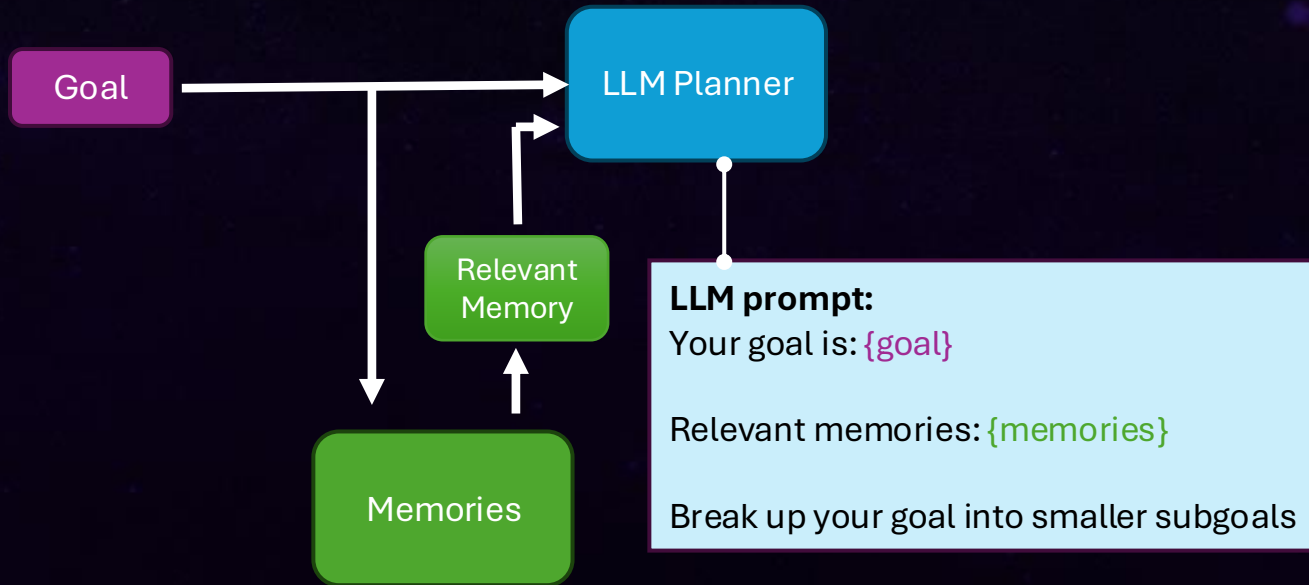 Goal
LLM Planner
Relevant
Memory
Memories
LLM prompt:
Your goal is: {goal}
Relevant memories: {memories}
Break up your goal into smaller subgoals